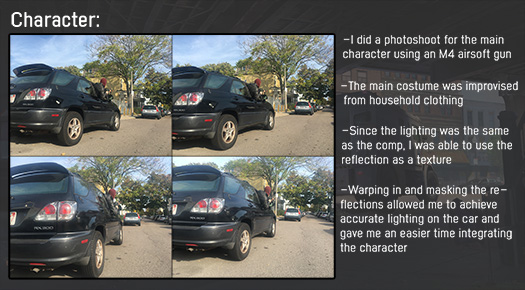 Character:
-I did a photoshoot for the main
character using an M4 airsoft gun
-The main costume was improvised
from household clothing
-Since the lighting was the same
as the comp, I was able to use the
reflection as a texture
-Warping in and masking the re-
flections allowed me to achieve
accurate lighting on the car and
gave me an easier time integrating
the character